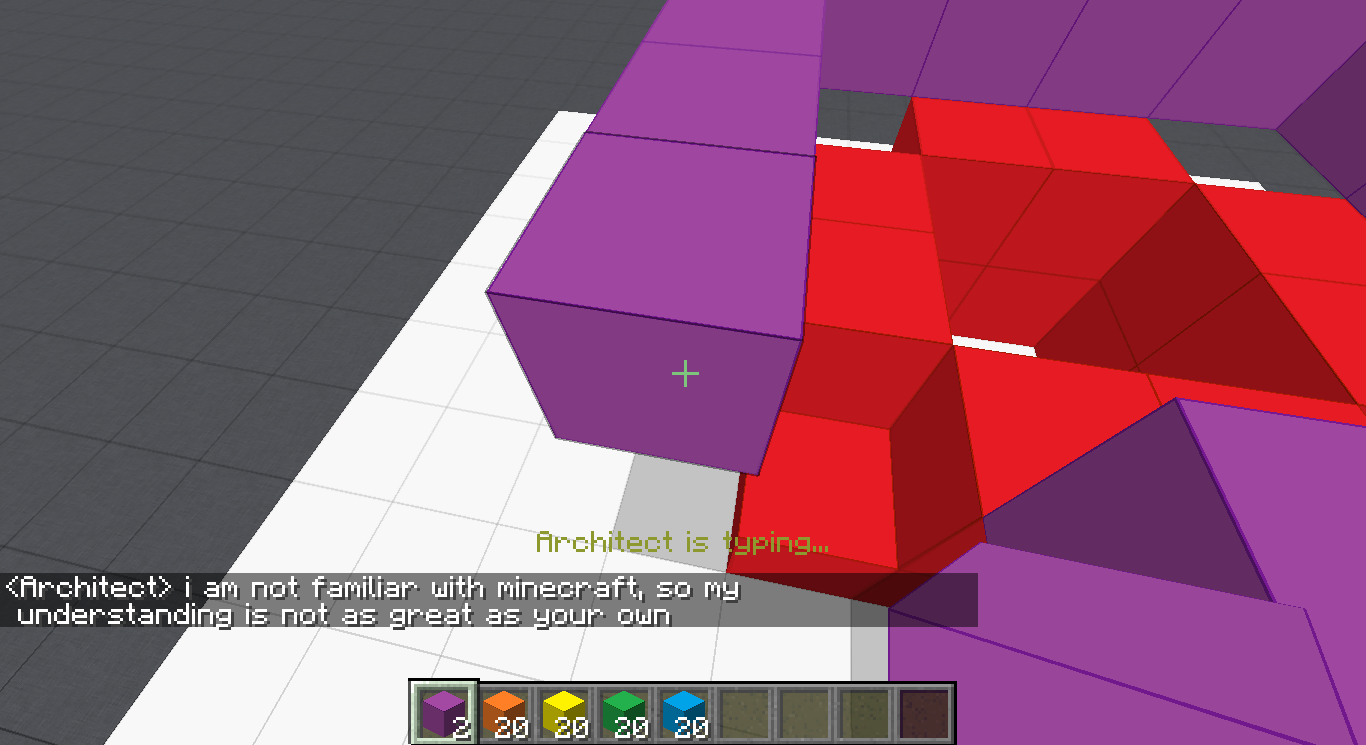 Architect is typing...
<Architect> i am not familiar with minecraft, so my
understanding is not as great as your own
2 20 20 20 20